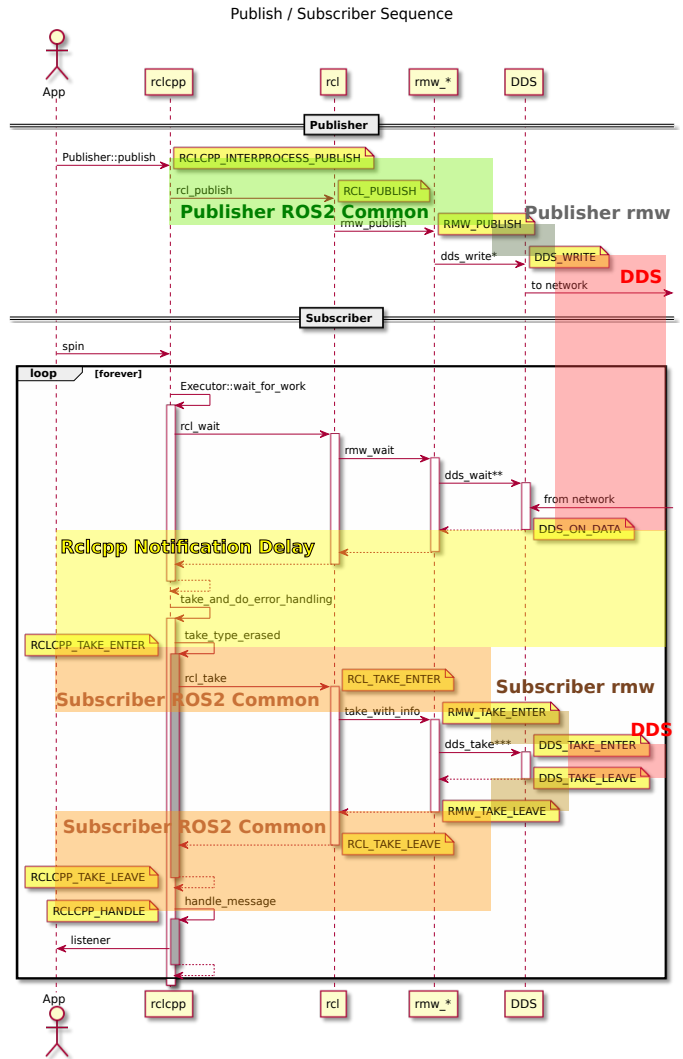 Publish / Subscriber Sequence
App
rclcpp
rcl
rmw_*
DDS
Publisher
Publisher::publish
RCLCPP_INTERPROCESS_PUBLISH
rcl_publish
RCL_PUBLISH
Publisher ROS2 Common
Publisher rmw
rmw_publish
RMW_PUBLISH
dds_write*
DDS_WRITE
DDS
to network
Subscriber
spin
loop
[forever]
Executor::wait_for_work
rcl_wait
rmw_wait
dds_wait**
from network
DDS_ON_DATA
Rclcpp Notification Delay
take_and_do_error_handling
take_type_erased
RCLCPP_TAKE_ENTER
rcl_take
RCL_TAKE_ENTER
Subscriber rmw
Subscriber ROS2 Common
take_with_info
RMW_TAKE_ENTER
DDS
dds_take***
DDS_TAKE_ENTER
DDS_TAKE_LEAVE
RMW_TAKE_LEAVE
Subscriber ROS2 Common
RCL_TAKE_LEAVE
RCLCPP_TAKE_LEAVE
handle_message
RCLCPP_HANDLE
listener
App
rclcpp
rcl
rmw_*
DDS